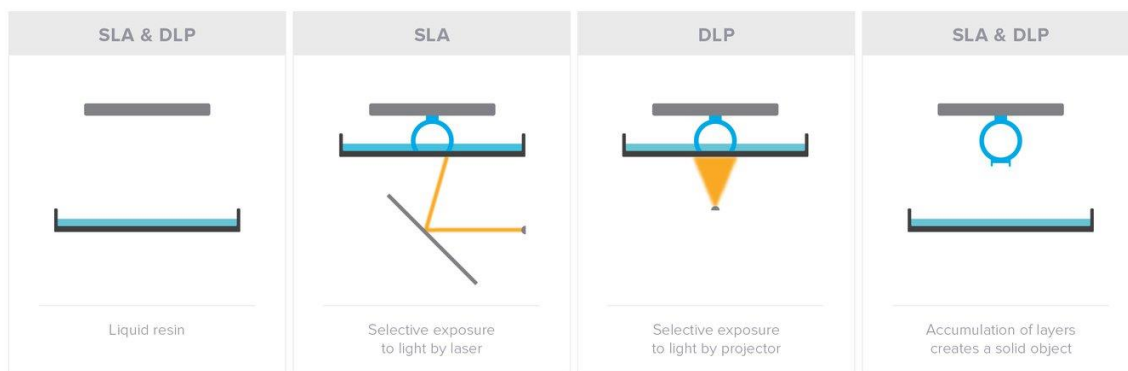 SLA & DLP
Liquid resin
SLA
Selective exposure
to light by laser
DLP
Selective exposure
to light by projector
SLA & DLP
Accumulation of layers
creates a solid object